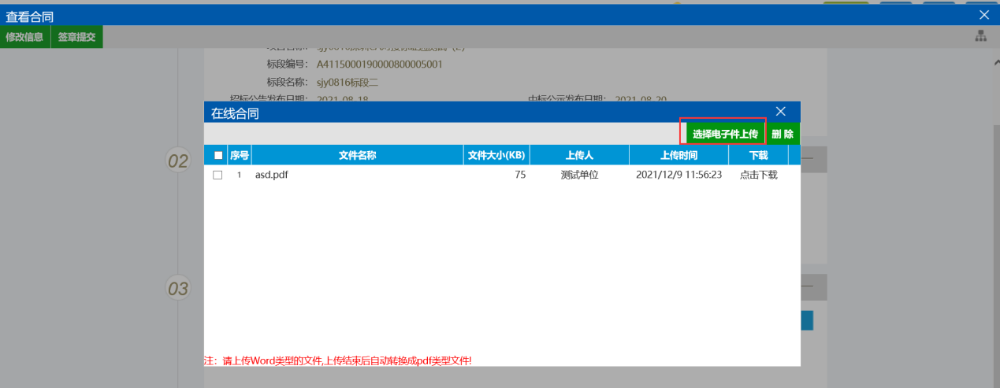 查看合同
修改信息 签章提交
标段编号： A4115000190000800005001
标段名称： sjy0816标段二
招标公告发布日期： 2021-08-18 中标公示发布日期： 2021-08-20
在线合同
选择电子件上传 删 除
02
序号 文件名称 文件大小(KB) 上传人 上传时间 下载
1 asd.pdf 75 测试单位 2021/12/9 11:56:23 点击下载
03
注：请上传Word类型的文件,上传结束后自动转换成pdf类型文件!